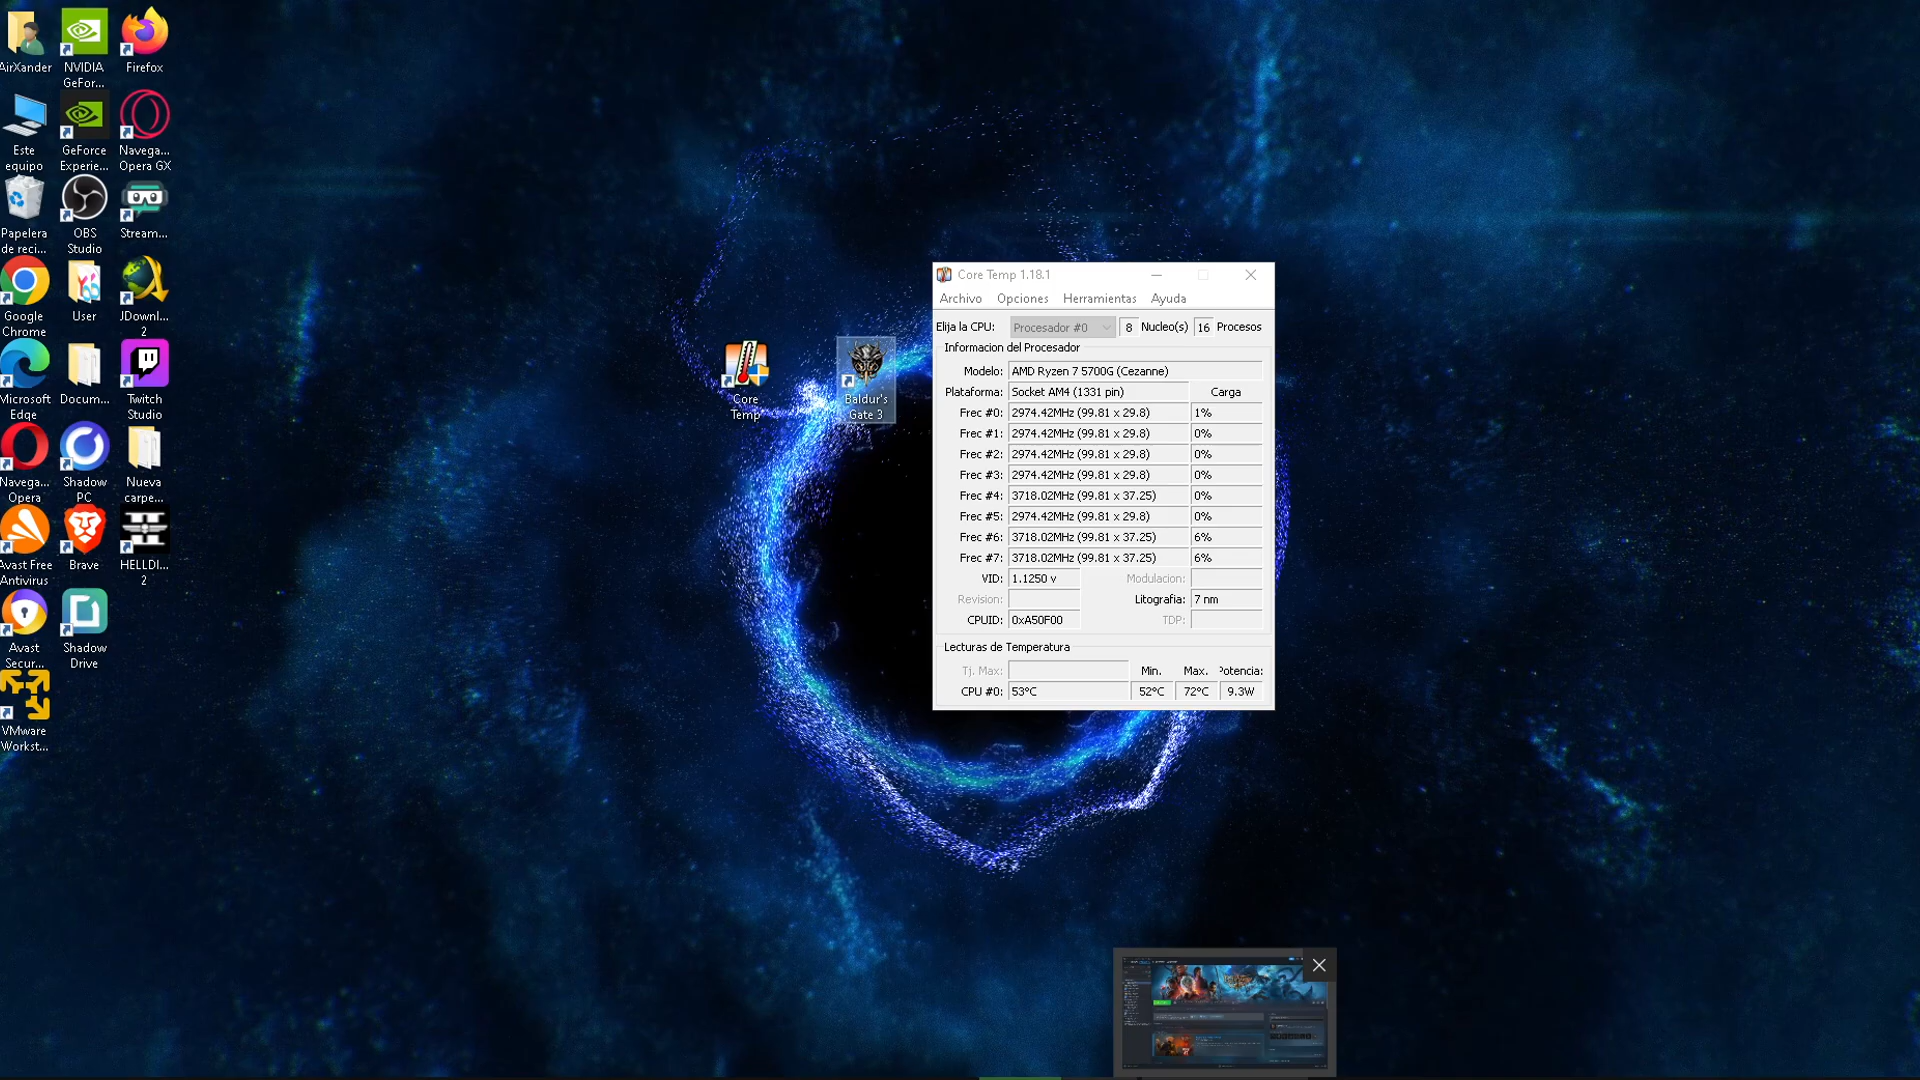 AirXander
NVIDIA
GeFor...
Firefox
Este
equipo
GeForce
Experie...
Navega...
Opera GX
Papelera
de reci...
OBS
Studio
Stream...
Google
Chrome
User
JDownl...
2
Microsoft
Edge
Docum...
Twitch
Studio
Navega...
Opera
Shadow
PC
Nueva
carpe...
Avast Free
Antivirus
Brave
HELLDI...
2
Avast
Secur...
Shadow
Drive
VMware
Workst...
Core
Temp
Baldur's
Gate 3
Core Temp 1.18.1
Archivo Opciones Herramientas Ayuda
Elija la CPU: Procesador #0 8 Nucleo(s) 16 Procesos
Informacion del Procesador
Modelo: AMD Ryzen 7 5700G (Cezanne)
Plataforma: Socket AM4 (1331 pin) Carga
Frec #0: 2974.42MHz (99.81 x 29.8) 1%
Frec #1: 2974.42MHz (99.81 x 29.8) 0%
Frec #2: 2974.42MHz (99.81 x 29.8) 0%
Frec #3: 2974.42MHz (99.81 x 29.8) 0%
Frec #4: 3718.02MHz (99.81 x 37.25) 0%
Frec #5: 2974.42MHz (99.81 x 29.8) 0%
Frec #6: 3718.02MHz (99.81 x 37.25) 6%
Frec #7: 3718.02MHz (99.81 x 37.25) 6%
VID: 1.1250 v Modulacion:
Revision: Litografia: 7 nm
CPUID: 0xA50F00 TDP:
Lecturas de Temperatura
Tj. Max: Min. Max. Potencia:
CPU #0: 53°C 52°C 72°C 9.3W